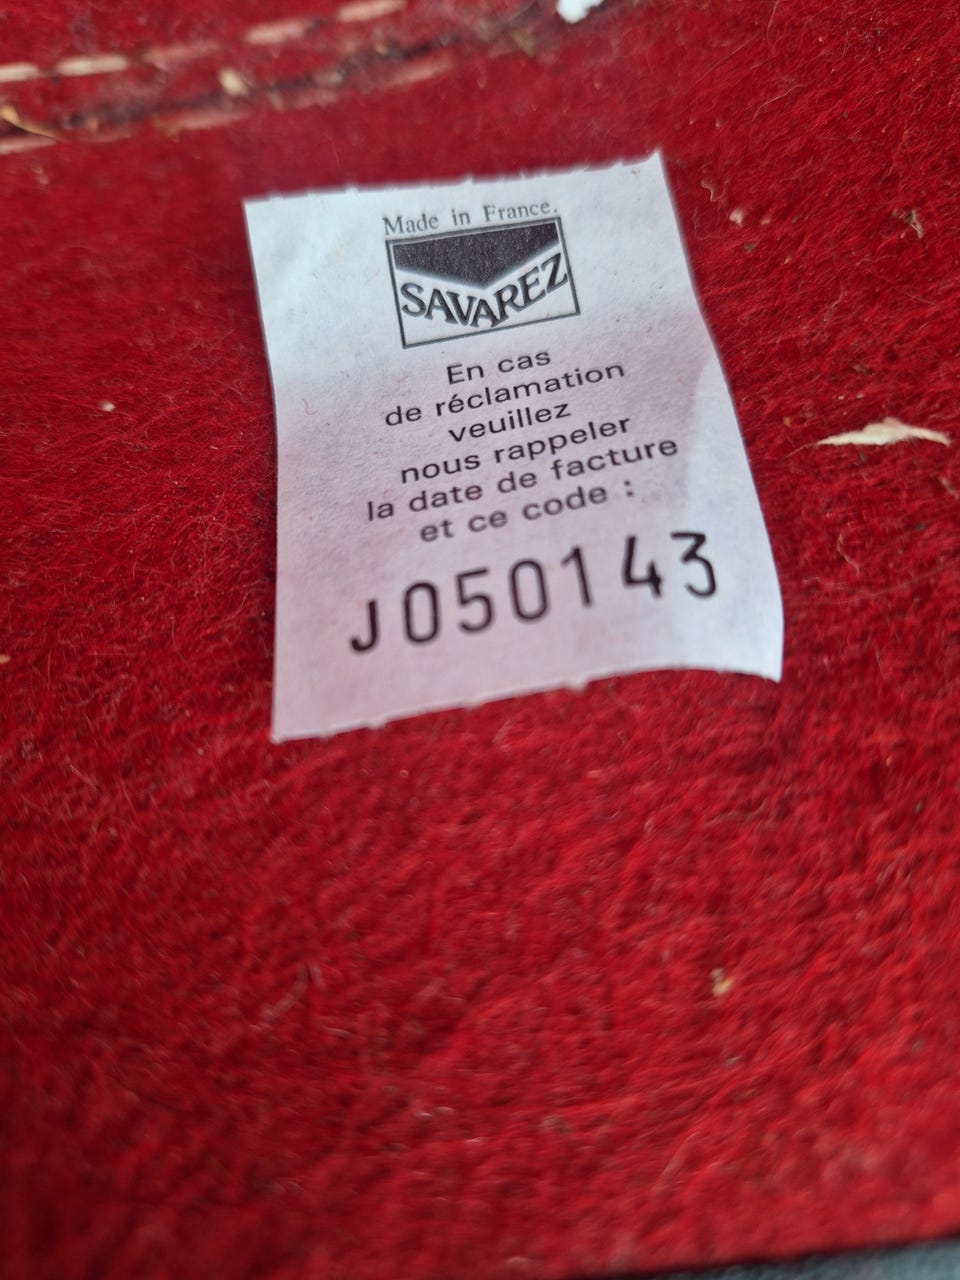 Made in France.
SAVAREZ
En cas
de réclamation
veuillez
nous rappeler
la date de facture
et ce code :
J050143